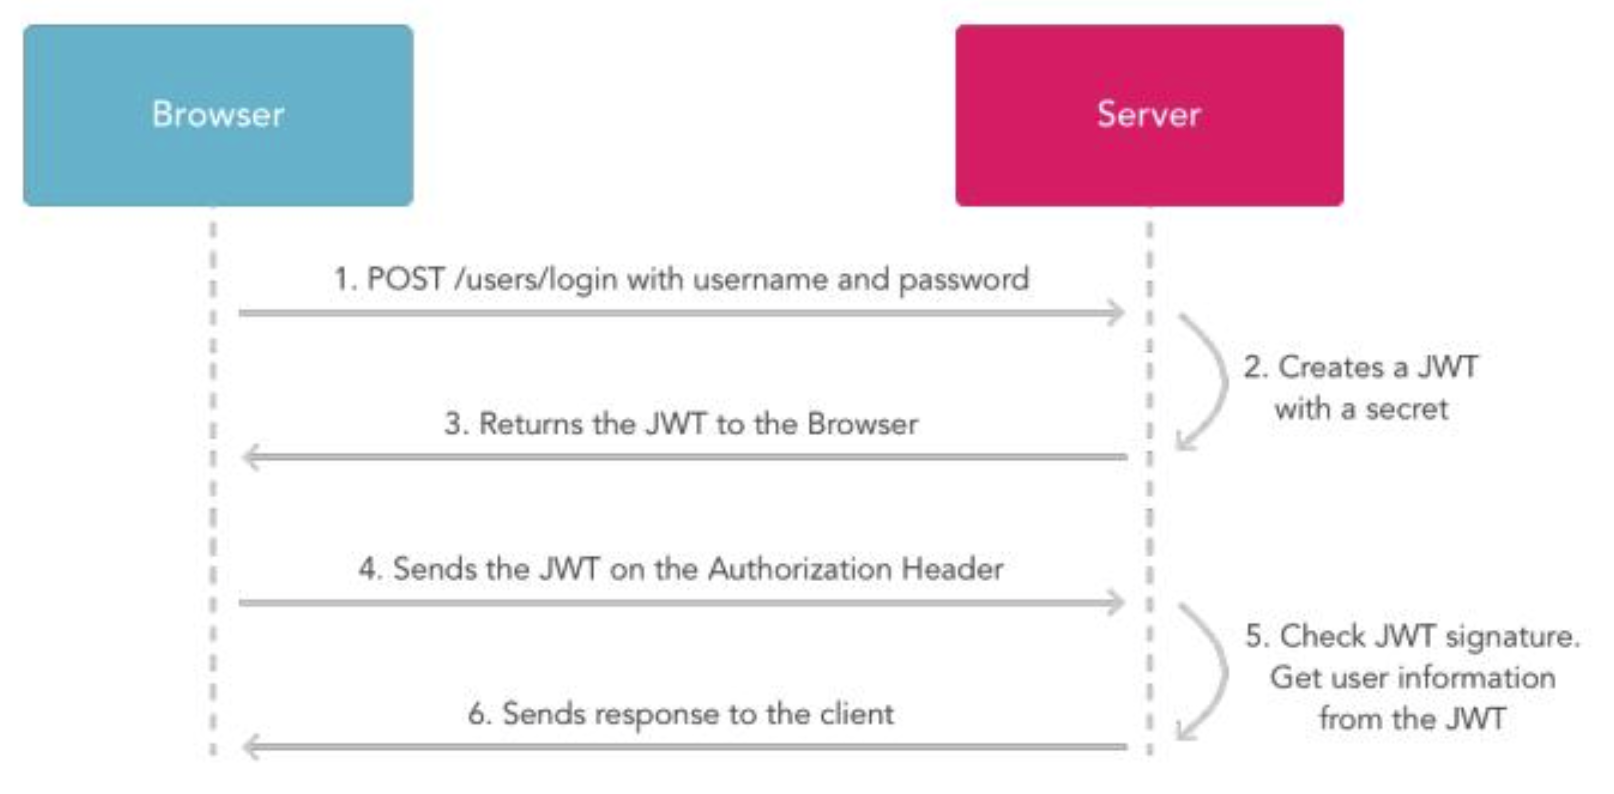 Browser
Server
1. POST /users/login with username and password
2. Creates a JWT
with a secret
3. Returns the JWT to the Browser
4. Sends the JWT on the Authorization Header
5. Check JWT signature.
Get user information
from the JWT
6. Sends response to the client